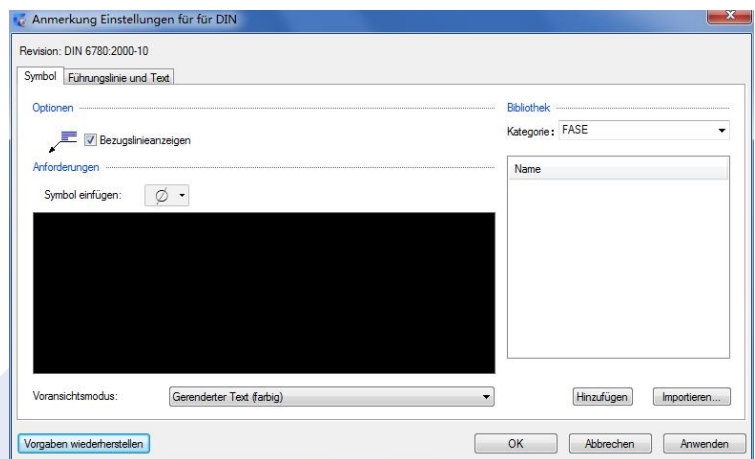 Anmerkung Einstellungen für für DIN
Revision: DIN 6780:2000-10
Symbol Führungslinie und Text
Optionen
Bezugslinieanzeigen
Anforderungen
Symbol einfügen:
Bibliothek
Kategorie: FASE
Name
Voransichtsmodus: Gerenderter Text (farbig)
Hinzufügen Importieren...
Vorgaben wiederherstellen OK Abbrechen Anwenden